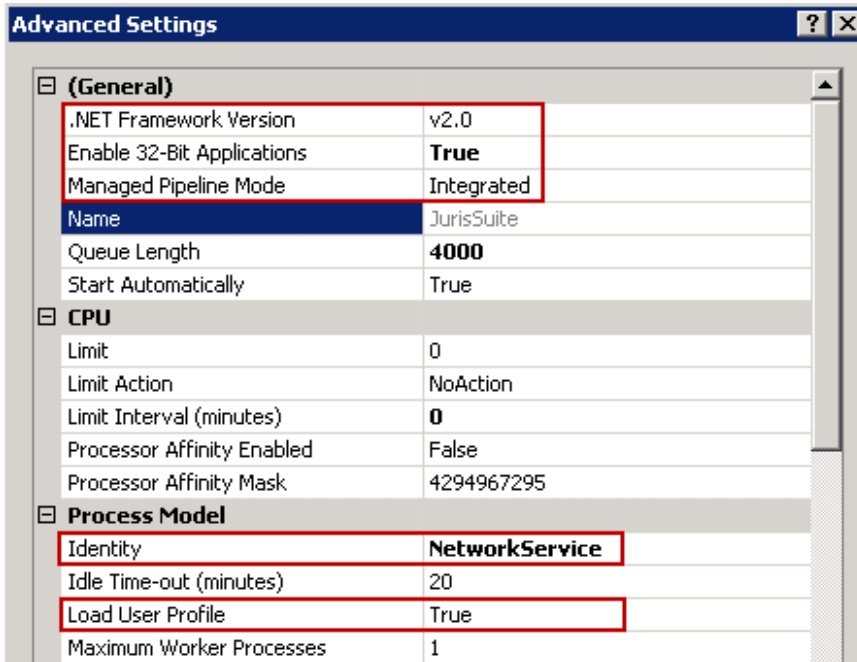 Advanced Settings
(General)
.NET Framework Version v2.0
Enable 32-Bit Applications True
Managed Pipeline Mode Integrated
Name JurisSuite
Queue Length 4000
Start Automatically True
CPU
Limit 0
Limit Action NoAction
Limit Interval (minutes) 0
Processor Affinity Enabled False
Processor Affinity Mask 4294967295
Process Model
Identity NetworkService
Idle Time-out (minutes) 20
Load User Profile True
Maximum Worker Processes 1